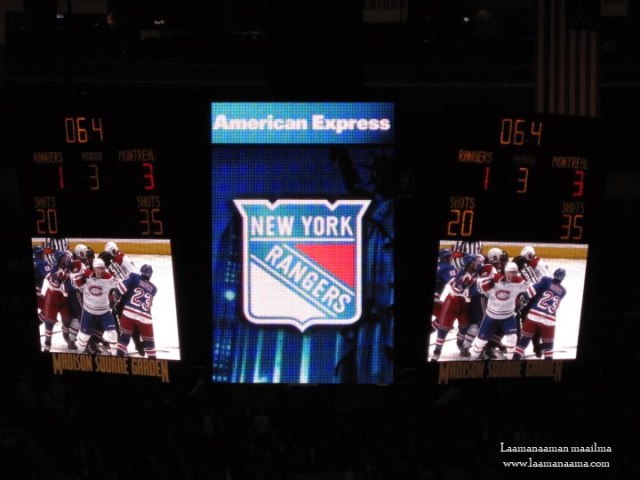 American Express
NEW YORK
RANGERS
06.4
RANGERS PERIOD MONTREAL
1 3 3
SHOTS SHOTS
20 35
23
MADISON SQUARE GARDEN
06.4
RANGERS PERIOD MONTREAL
1 3 3
SHOTS SHOTS
20 35
23
MADISON SQUARE GARDEN
Laamanaaman maailma
www.laamanaama.com